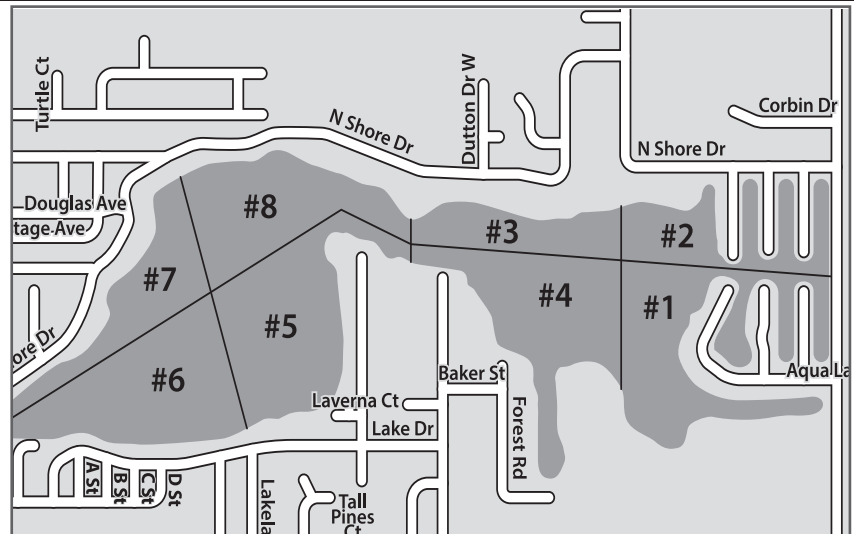 Turtle Ct
N Shore Dr
Dutton Dr W
Corbin Dr
N Shore Dr
Douglas Ave
tage Ave
#8
#3
#2
#7
#4
#1
#5
#6
ore Dr
Aqua La
Baker St
Laverna Ct
Forest Rd
Lake Dr
A St
B St
C St
D St
Lakela
Tall
Pines
Ct